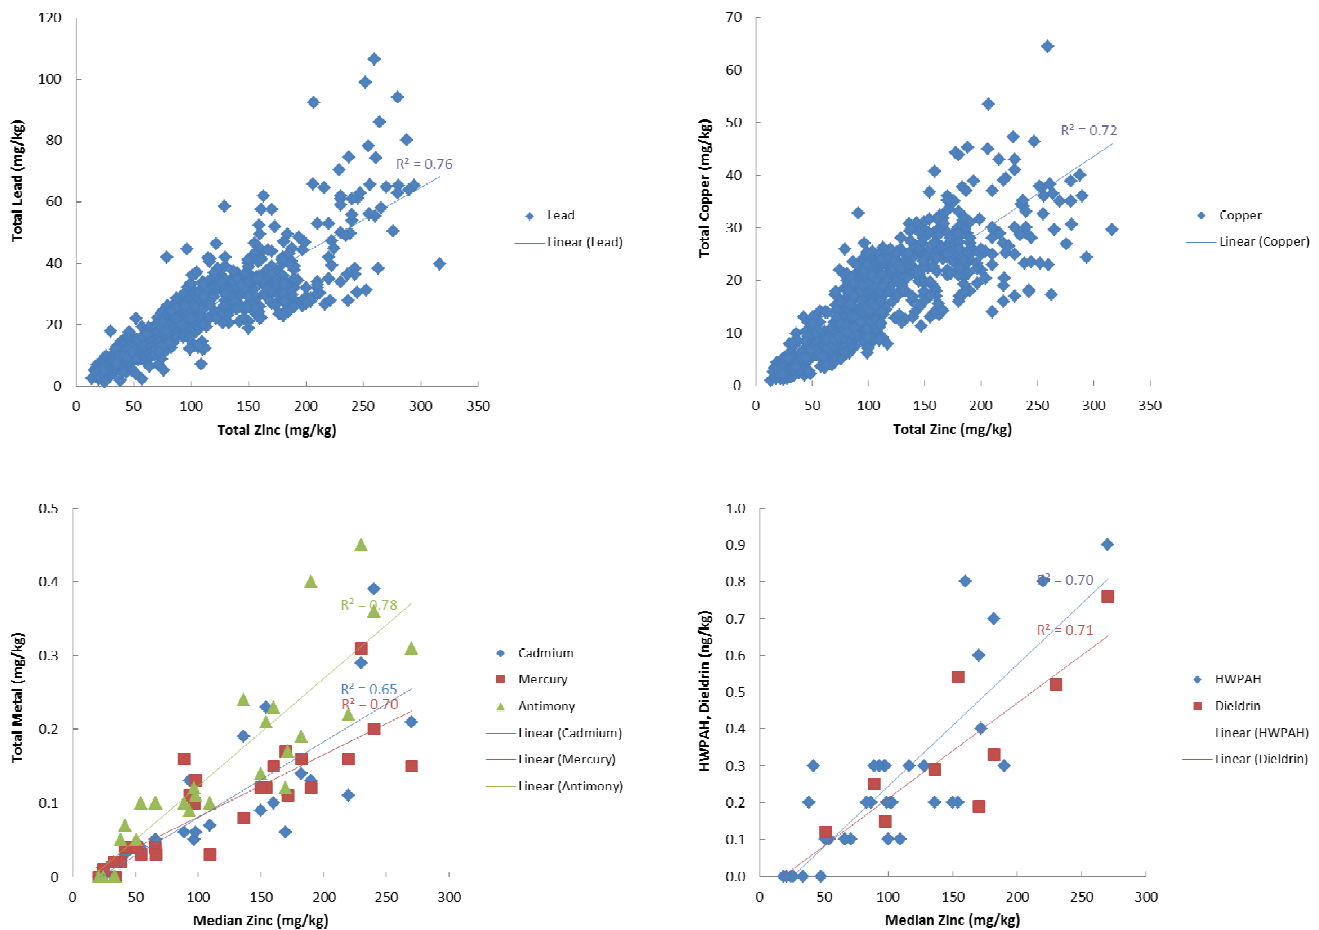 120
100
80
60
40
20
0
Total Lead (mg/kg)
R² = 0.76
Lead
Linear (Lead)
0 50 100 150 200 250 300 350
Total Zinc (mg/kg)
70
60
50
40
30
20
10
0
Total Copper (mg/kg)
R² = 0.72
Copper
Linear (Copper)
0 50 100 150 200 250 300 350
Total Zinc (mg/kg)
0.5
0.4
0.3
0.2
0.1
0
Total Metal (mg/kg)
R² = 0.78
R² = 0.65
R² = 0.70
Cadmium
Mercury
Antimony
Linear (Cadmium)
Linear (Mercury)
Linear (Antimony)
0 50 100 150 200 250 300
Median Zinc (mg/kg)
1.0
0.9
0.8
0.7
0.6
0.5
0.4
0.3
0.2
0.1
0.0
HWPAH, Dieldrin (ng/kg)
R² = 0.70
R² = 0.71
HWPAH
Dieldrin
Linear (HWPAH)
Linear (Dieldrin)
0 50 100 150 200 250 300
Median Zinc (mg/kg)